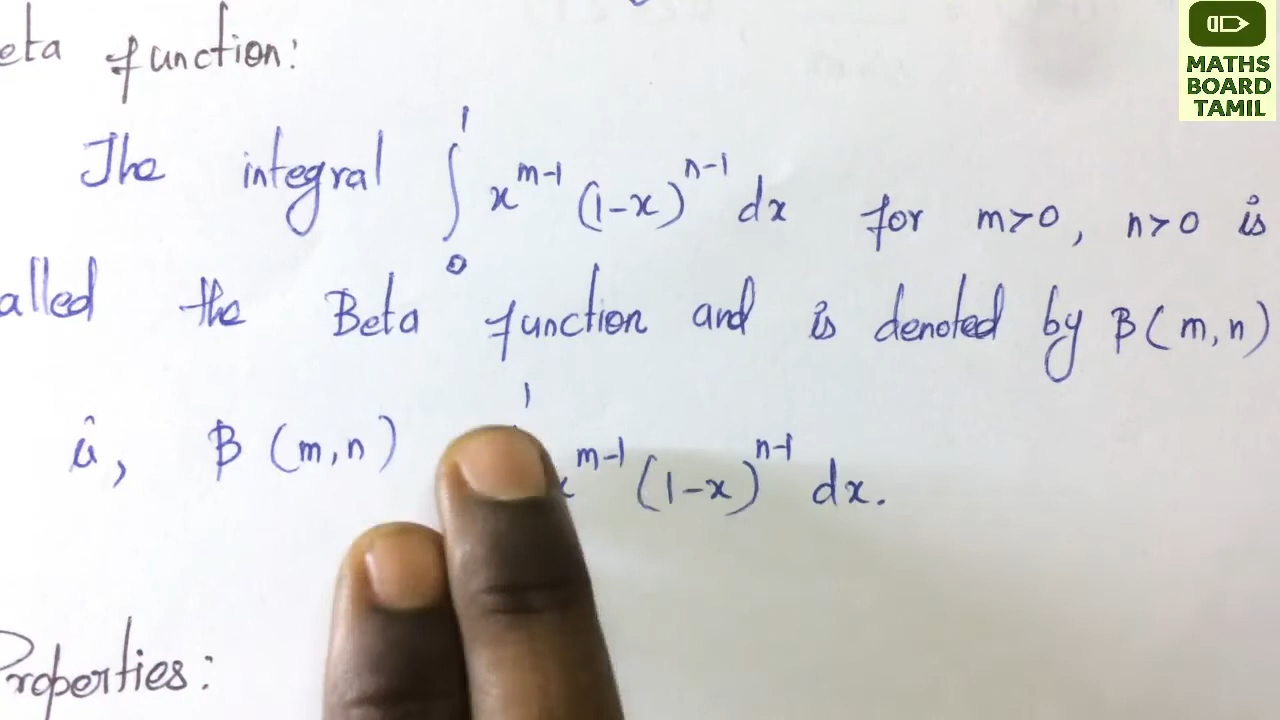 eta function:
The integral ∫₀¹ x^{m-1} (1-x)^{n-1} dx for m>0, n>0 is
alled the Beta function and is denoted by β(m,n)
β (m,n) x^{m-1} (1-x)^{n-1} dx.
Properties:
MATHS
BOARD
TAMIL